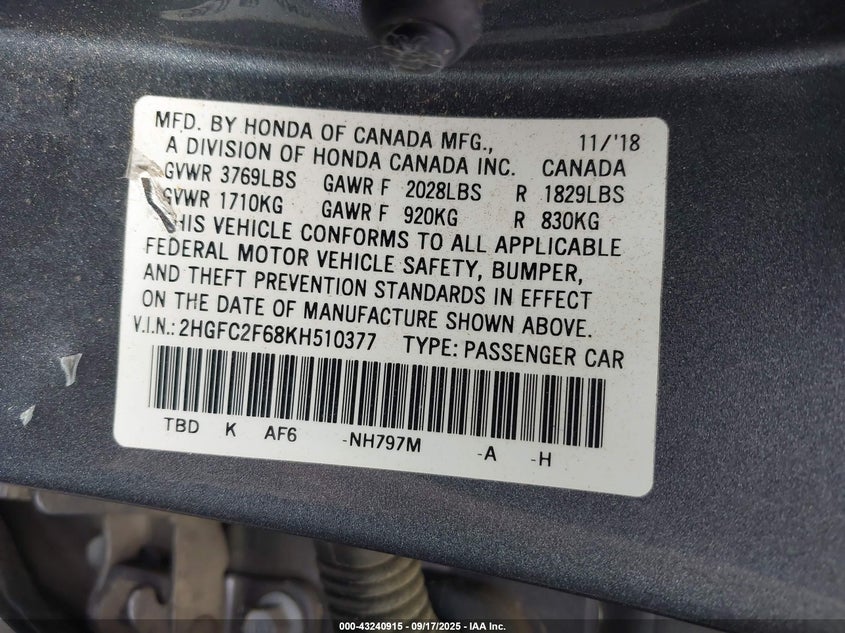 MFD. BY HONDA OF CANADA MFG., 11/'18
A DIVISION OF HONDA CANADA INC. CANADA
GVWR 3769LBS GAWR F 2028LBS R 1829LBS
GVWR 1710KG GAWR F 920KG R 830KG
THIS VEHICLE CONFORMS TO ALL APPLICABLE
FEDERAL MOTOR VEHICLE SAFETY, BUMPER,
AND THEFT PREVENTION STANDARDS IN EFFECT
ON THE DATE OF MANUFACTURE SHOWN ABOVE.
V.I.N.: 2HGFC2F68KH510377 TYPE: PASSENGER CAR
TBD K AF6 -NH797M -A -H
000-43240915 - 09/17/2025 - IAA Inc.